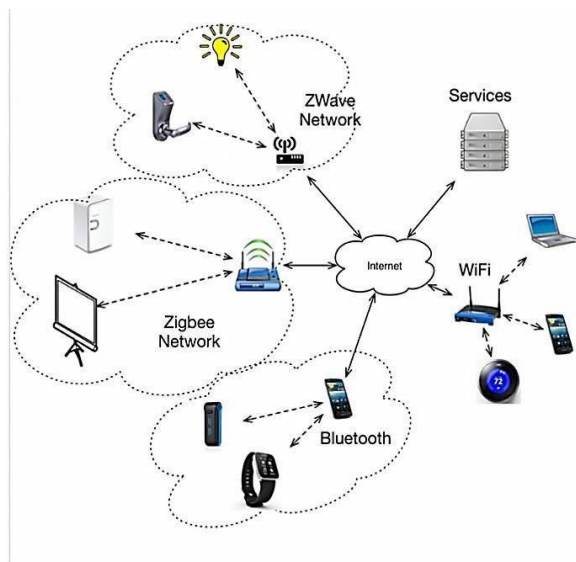 ZWave
Network
Services
Internet
WiFi
Zigbee
Network
72
Bluetooth